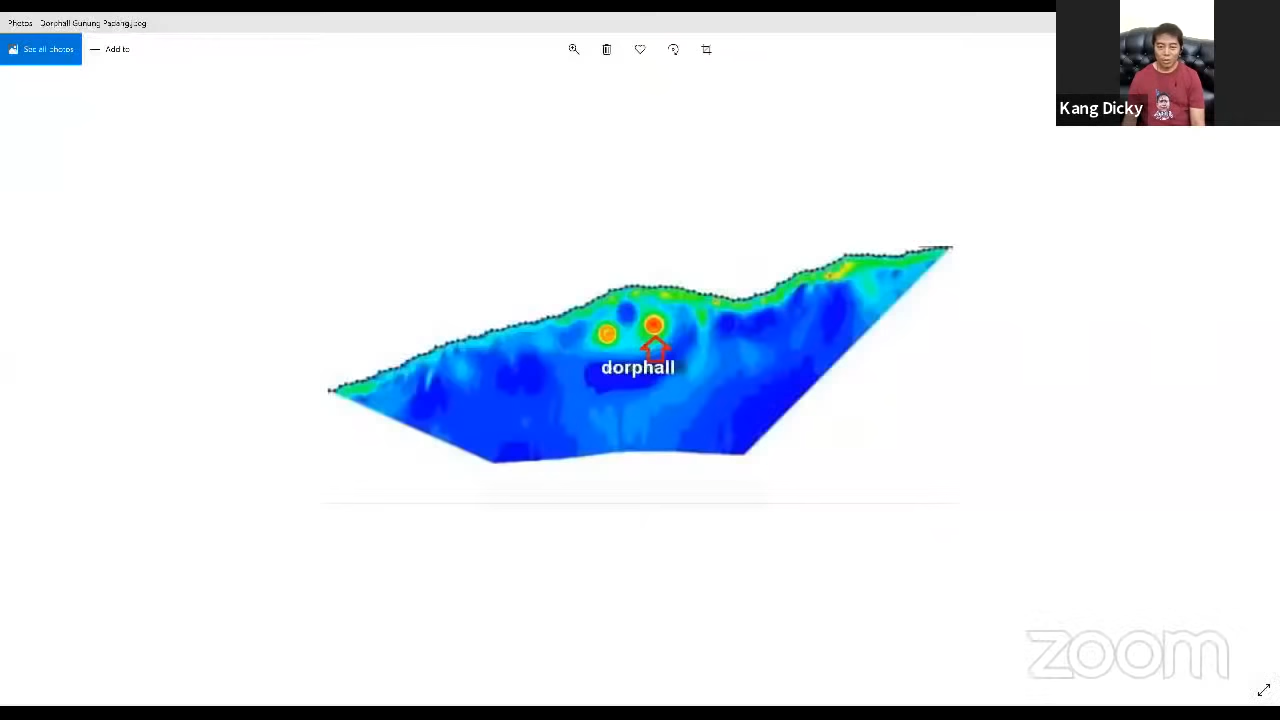 Photos - Dorphall Gunung Padang.jpeg
See all photos
Add to
Kang Dicky
dorphall
zoom